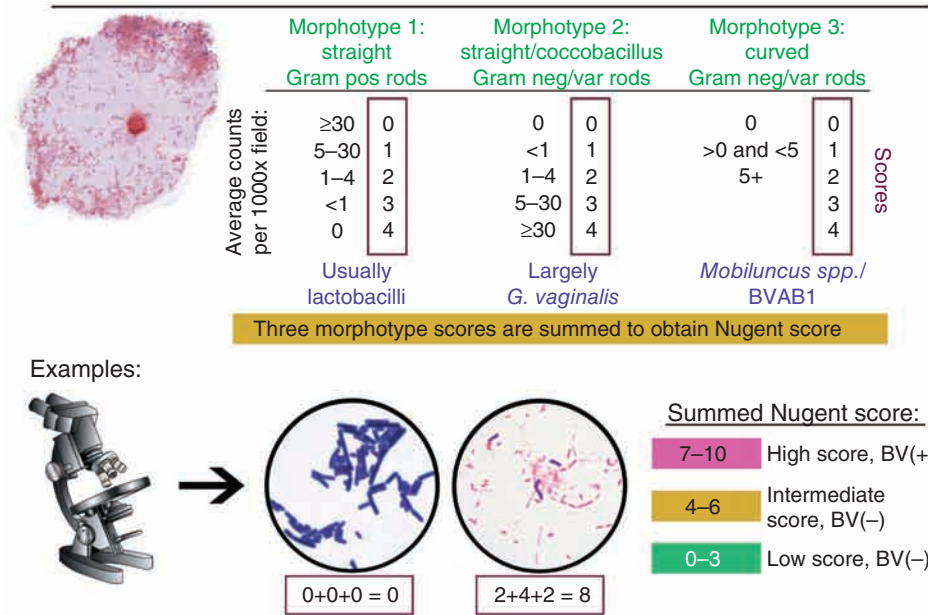 Morphotype 1:
straight
Gram pos rods
Morphotype 2:
straight/coccobacillus
Gram neg/var rods
Morphotype 3:
curved
Gram neg/var rods
Average counts
per 1000x field:
≥30 0
5–30 1
1–4 2
<1 3
0 4
0 0
<1 1
1–4 2
5–30 3
≥30 4
0 0
>0 and <5 1
5+ 2
3
4
Scores
Usually
lactobacilli
Largely
G. vaginalis
Mobiluncus spp./
BVAB1
Three morphotype scores are summed to obtain Nugent score
Examples:
0+0+0 = 0
2+4+2 = 8
Summed Nugent score:
7–10 High score, BV(+
4–6 Intermediate
score, BV(–)
0–3 Low score, BV(–)